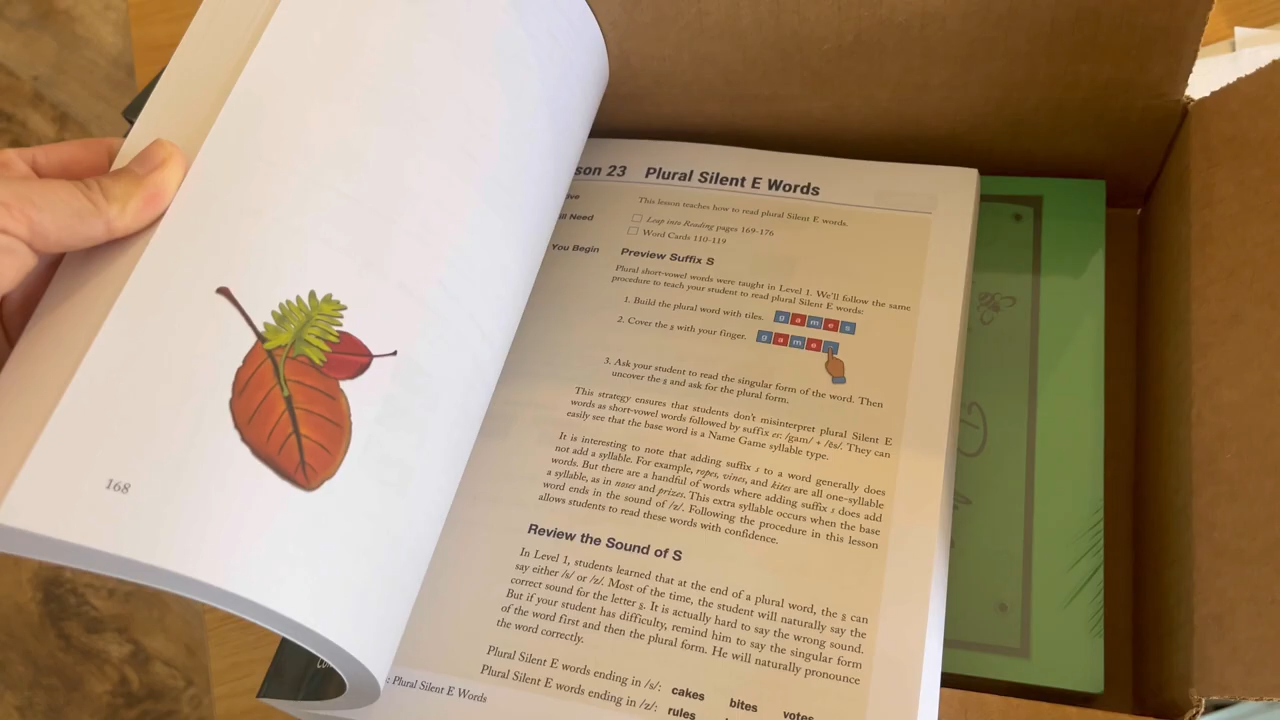 168
son 23 Plural Silent E Words
This lesson teaches how to read plural Silent E words.
ill Need
Leap into Reading pages 169-176
Word Cards 110-119
You Begin
Preview Suffix S
Plural short-vowel words were taught in Level 1. We'll follow the same
procedure to teach your student to read plural Silent E words:
1. Build the plural word with tiles.
g a m e s
2. Cover the s with your finger.
g a m e
3. Ask your student to read the singular form of the word. Then
uncover the s and ask for the plural form.
This strategy ensures that students don't misinterpret plural Silent E
words as short-vowel words followed by suffix es: /gam/ + /ĕs/. They can
easily see that the base word is a Name Game syllable type.
It is interesting to note that adding suffix s to a word generally does
not add a syllable. For example, ropes, vines, and kites are all one-syllable
words. But there are a handful of words where adding suffix s does add
a syllable, as in noses and prizes. This extra syllable occurs when the base
word ends in the sound of /z/. Following the procedure in this lesson
allows students to read these words with confidence.
Review the Sound of S
In Level 1, students learned that at the end of a plural word, the s can
say either /s/ or /z/. Most of the time, the student will naturally say the
correct sound for the letter s. It is actually hard to say the wrong sound.
But if your student has difficulty, remind him to say the singular form
of the word first and then the plural form. He will naturally pronounce
the word correctly.
Plural Silent E words ending in /s/: cakes bites votes
Plural Silent E words ending in /z/: rules
: Plural Silent E Words